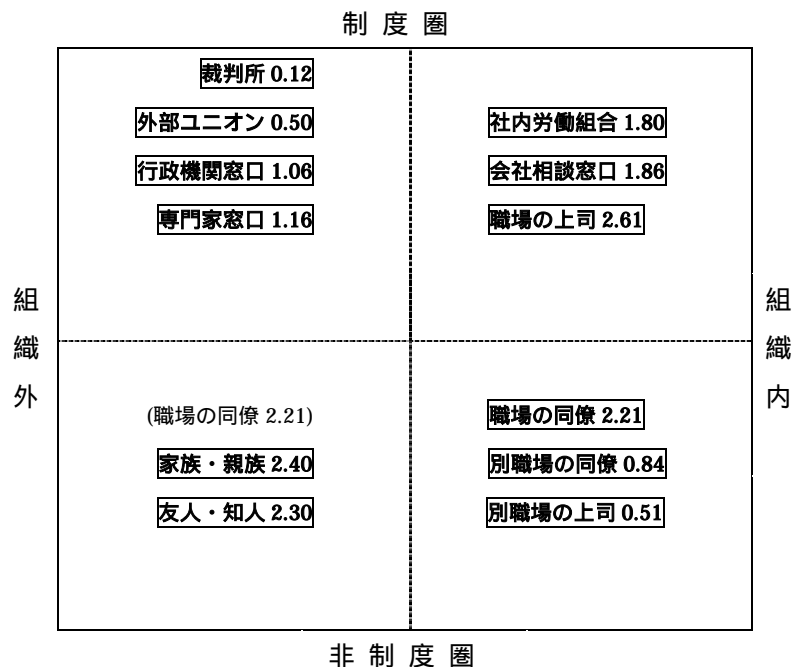 制度圏
裁判所 0.12
外部ユニオン 0.50
行政機関窓口 1.06
専門家窓口 1.16
社内労働組合 1.80
会社相談窓口 1.86
職場の上司 2.61
組織外
組織内
(職場の同僚 2.21)
家族・親族 2.40
友人・知人 2.30
職場の同僚 2.21
別職場の同僚 0.84
別職場の上司 0.51
非制度圏